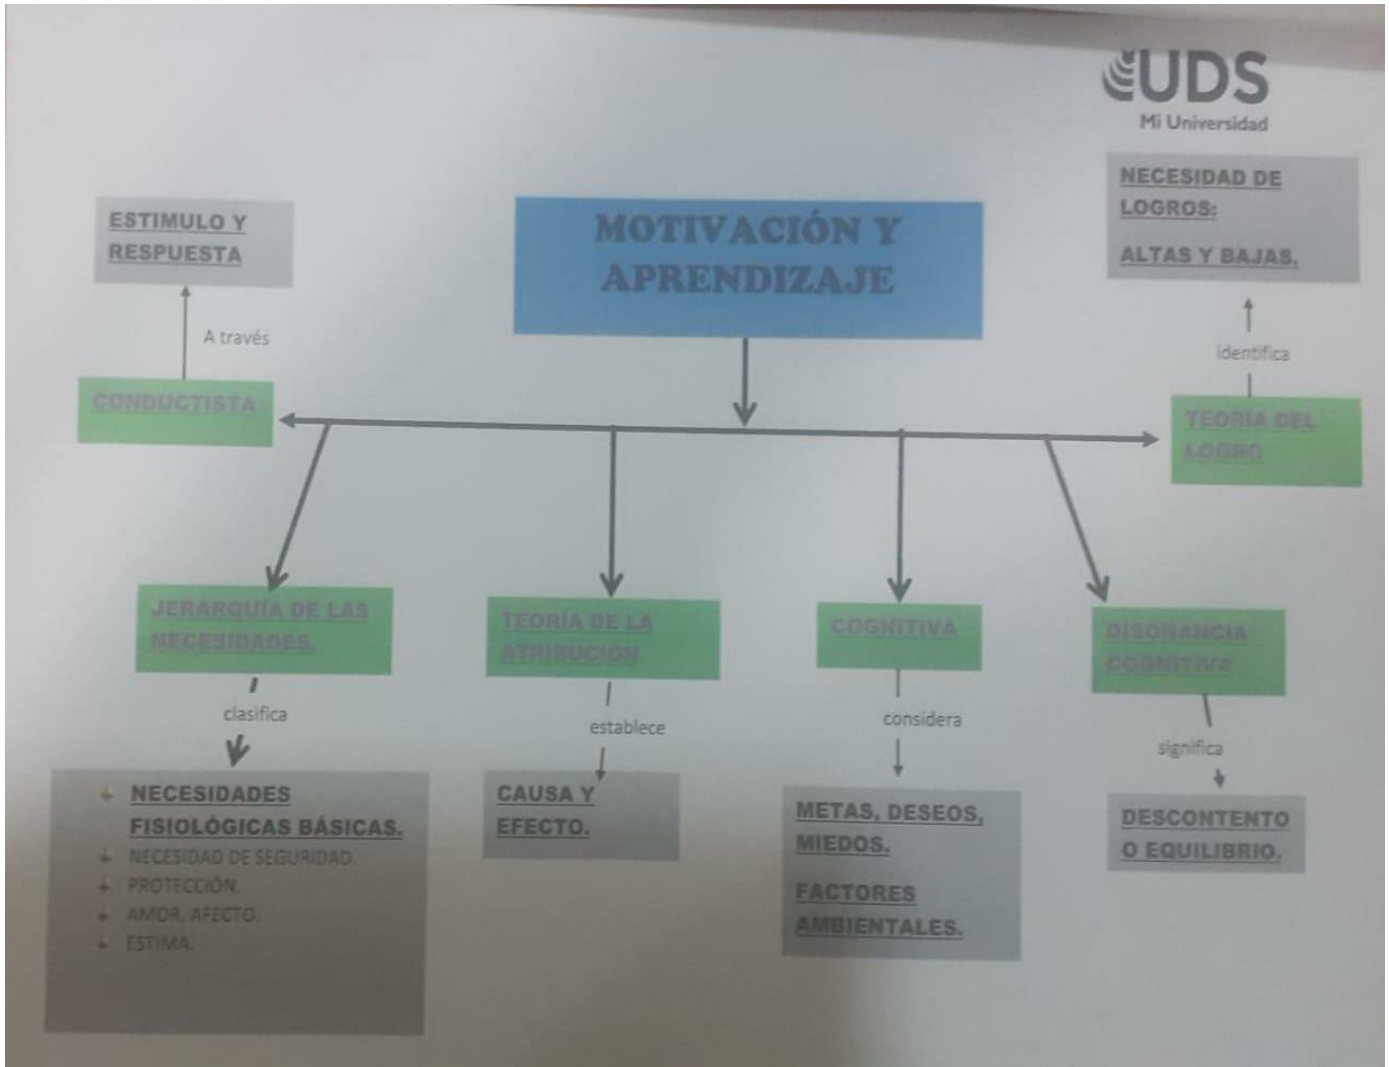 UDS
Mi Universidad
NECESIDAD DE
LOGROS:
ALTAS Y BAJAS.
ESTIMULO Y
RESPUESTA
MOTIVACIÓN Y
APRENDIZAJE
A través
identifica
CONDUCTISTA
TEORIA DEL
LOGRO
JERARQUÍA DE LAS
NECESIDADES.
TEORÍA DE LA
ATRIBUCIÓN
COGNITIVA
DISONANCIA
COGNITIVA
clasifica
establece
considera
significa
NECESIDADES
FISIOLÓGICAS BÁSICAS.
NECESIDAD DE SEGURIDAD.
PROTECCIÓN.
AMOR, AFECTO.
ESTIMA.
CAUSA Y
EFECTO.
METAS, DESEOS,
MIEDOS.
FACTORES
AMBIENTALES.
DESCONTENTO
O EQUILIBRIO.